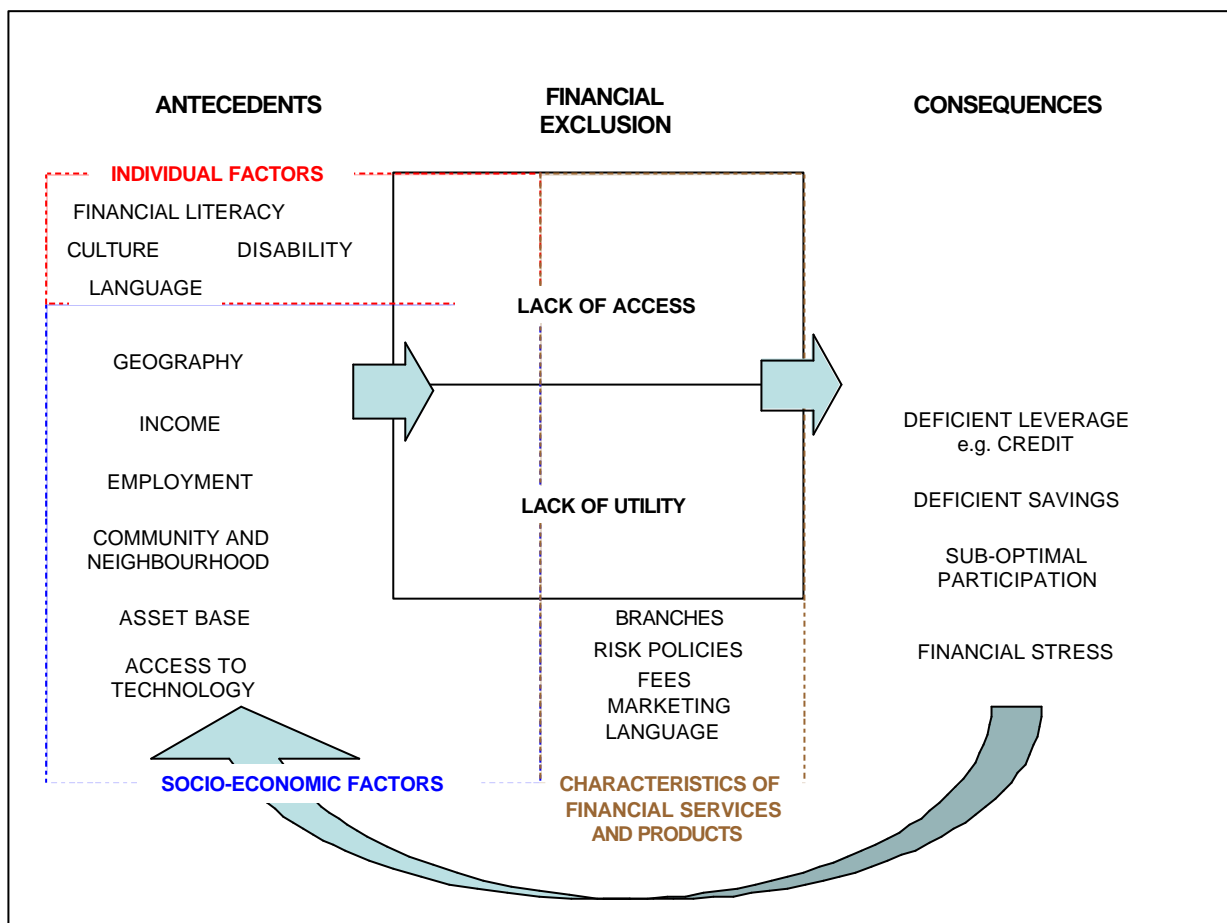 ANTECEDENTS
FINANCIAL
EXCLUSION
CONSEQUENCES
INDIVIDUAL FACTORS
FINANCIAL LITERACY
CULTURE
DISABILITY
LANGUAGE
GEOGRAPHY
INCOME
EMPLOYMENT
COMMUNITY AND
NEIGHBOURHOOD
ASSET BASE
ACCESS TO
TECHNOLOGY
SOCIO-ECONOMIC FACTORS
LACK OF ACCESS
LACK OF UTILITY
BRANCHES
RISK POLICIES
FEES
MARKETING
LANGUAGE
CHARACTERISTICS OF
FINANCIAL SERVICES
AND PRODUCTS
DEFICIENT LEVERAGE
e.g. CREDIT
DEFICIENT SAVINGS
SUB-OPTIMAL
PARTICIPATION
FINANCIAL STRESS